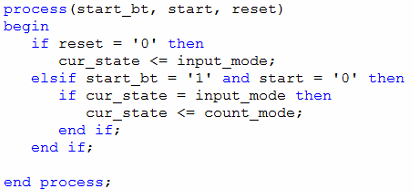 process(start_bt, start, reset)
begin
if reset = '0' then
cur_state <= input_mode;
elsif start_bt = '1' and start = '0' then
if cur_state = input_mode then
cur_state <= count_mode;
end if;
end if;
end process;